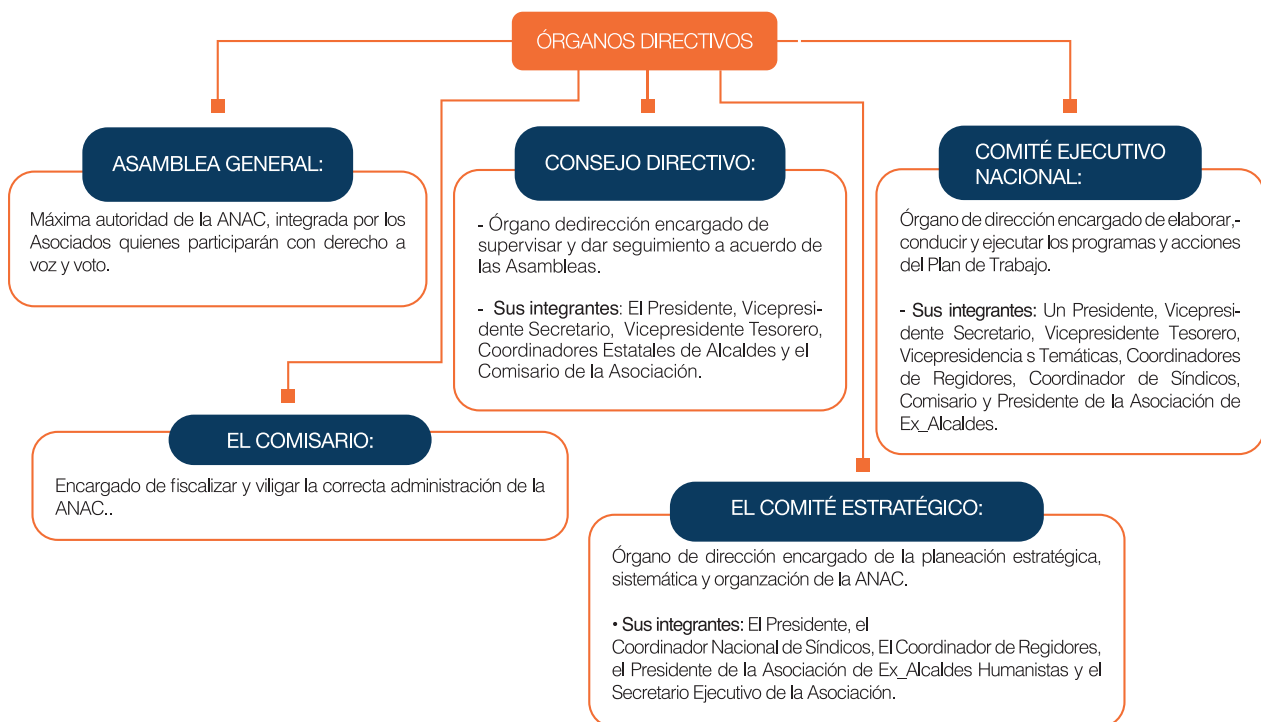 ÓRGANOS DIRECTIVOS
ASAMBLEA GENERAL:
Máxima autoridad de la ANAC, integrada por los
Asociados quienes participarán con derecho a
voz y voto.
CONSEJO DIRECTIVO:
- Órgano dedirección encargado de
supervisar y dar seguimiento a acuerdo de
las Asambleas.
- Sus integrantes: El Presidente, Vicepresi-
dente Secretario, Vicepresidente Tesorero,
Coordinadores Estatales de Alcaldes y el
Comisario de la Asociación.
COMITÉ EJECUTIVO
NACIONAL:
Órgano de dirección encargado de elaborar,-
conducir y ejecutar los programas y acciones
del Plan de Trabajo.
- Sus integrantes: Un Presidente, Vicepresi-
dente Secretario, Vicepresidente Tesorero,
Vicepresidencia s Temáticas, Coordinadores
de Regidores, Coordinador de Síndicos,
Comisario y Presidente de la Asociación de
Ex_Alcaldes.
EL COMISARIO:
Encargado de fiscalizar y viligar la correcta administración de la
ANAC..
EL COMITÉ ESTRATÉGICO:
Órgano de dirección encargado de la planeación estratégica,
sistemática y organzación de la ANAC.
• Sus integrantes: El Presidente, el
Coordinador Nacional de Síndicos, El Coordinador de Regidores,
el Presidente de la Asociación de Ex_Alcaldes Humanistas y el
Secretario Ejecutivo de la Asociación.